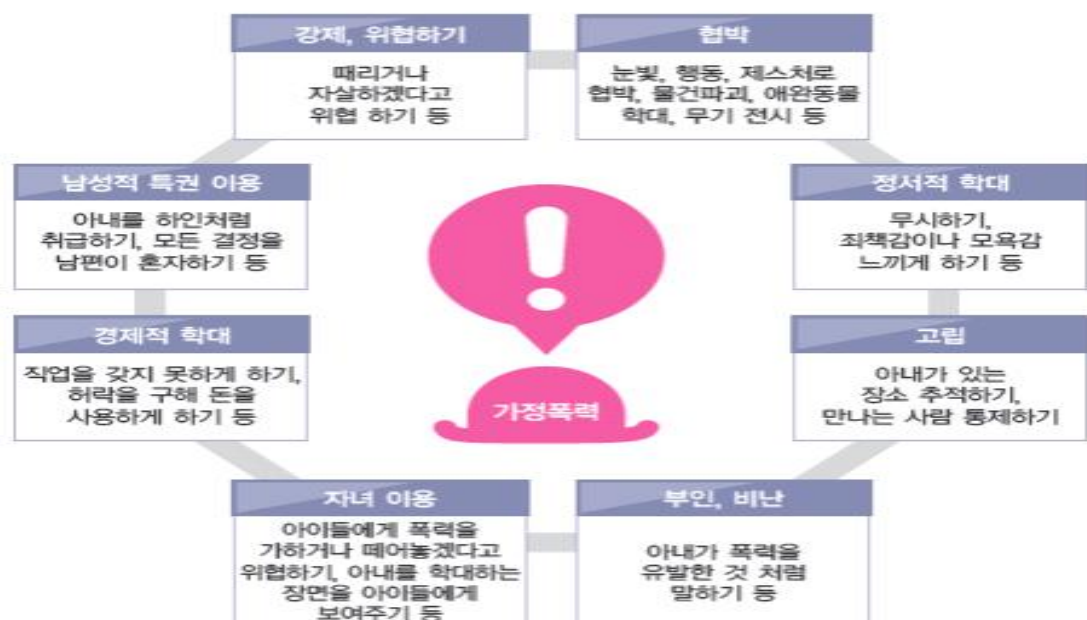 강제, 위협하기
때리거나
자살하겠다고
위협 하기 등
협박
눈빛, 행동, 제스처로
협박, 물건파괴, 애완동물
학대, 무기 전시 등
남성적 특권 이용
아내를 하인처럼
취급하기, 모든 결정을
남편이 혼자하기 등
정서적 학대
무시하기,
죄책감이나 모욕감
느끼게 하기 등
경제적 학대
직업을 갖지 못하게 하기,
허락을 구해 돈을
사용하게 하기 등
고립
아내가 있는
장소 추적하기,
만나는 사람 통제하기
가정폭력
자녀 이용
아이들에게 폭력을
가하거나 떼어놓겠다고
위협하기, 아내를 학대하는
장면을 아이들에게
보여주기 등
부인, 비난
아내가 폭력을
유발한 것 처럼
말하기 등